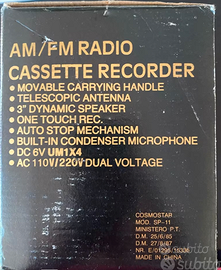 AM/FM RADIO
CASSETTE RECORDER
• MOVABLE CARRYING HANDLE
• TELESCOPIC ANTENNA
• 3" DYNAMIC SPEAKER
• ONE TOUCH REC.
• AUTO STOP MECHANISM
• BUILT-IN CONDENSER MICROPHONE
• DC 6V UM1X4
• AC 110V/220V DUAL VOLTAGE
COSMOSTAR
MOD. SP-11
MINISTERO P.T.
D.M. 25/6/85
D.M. 27/8/87
MADE IN CHINA
subito